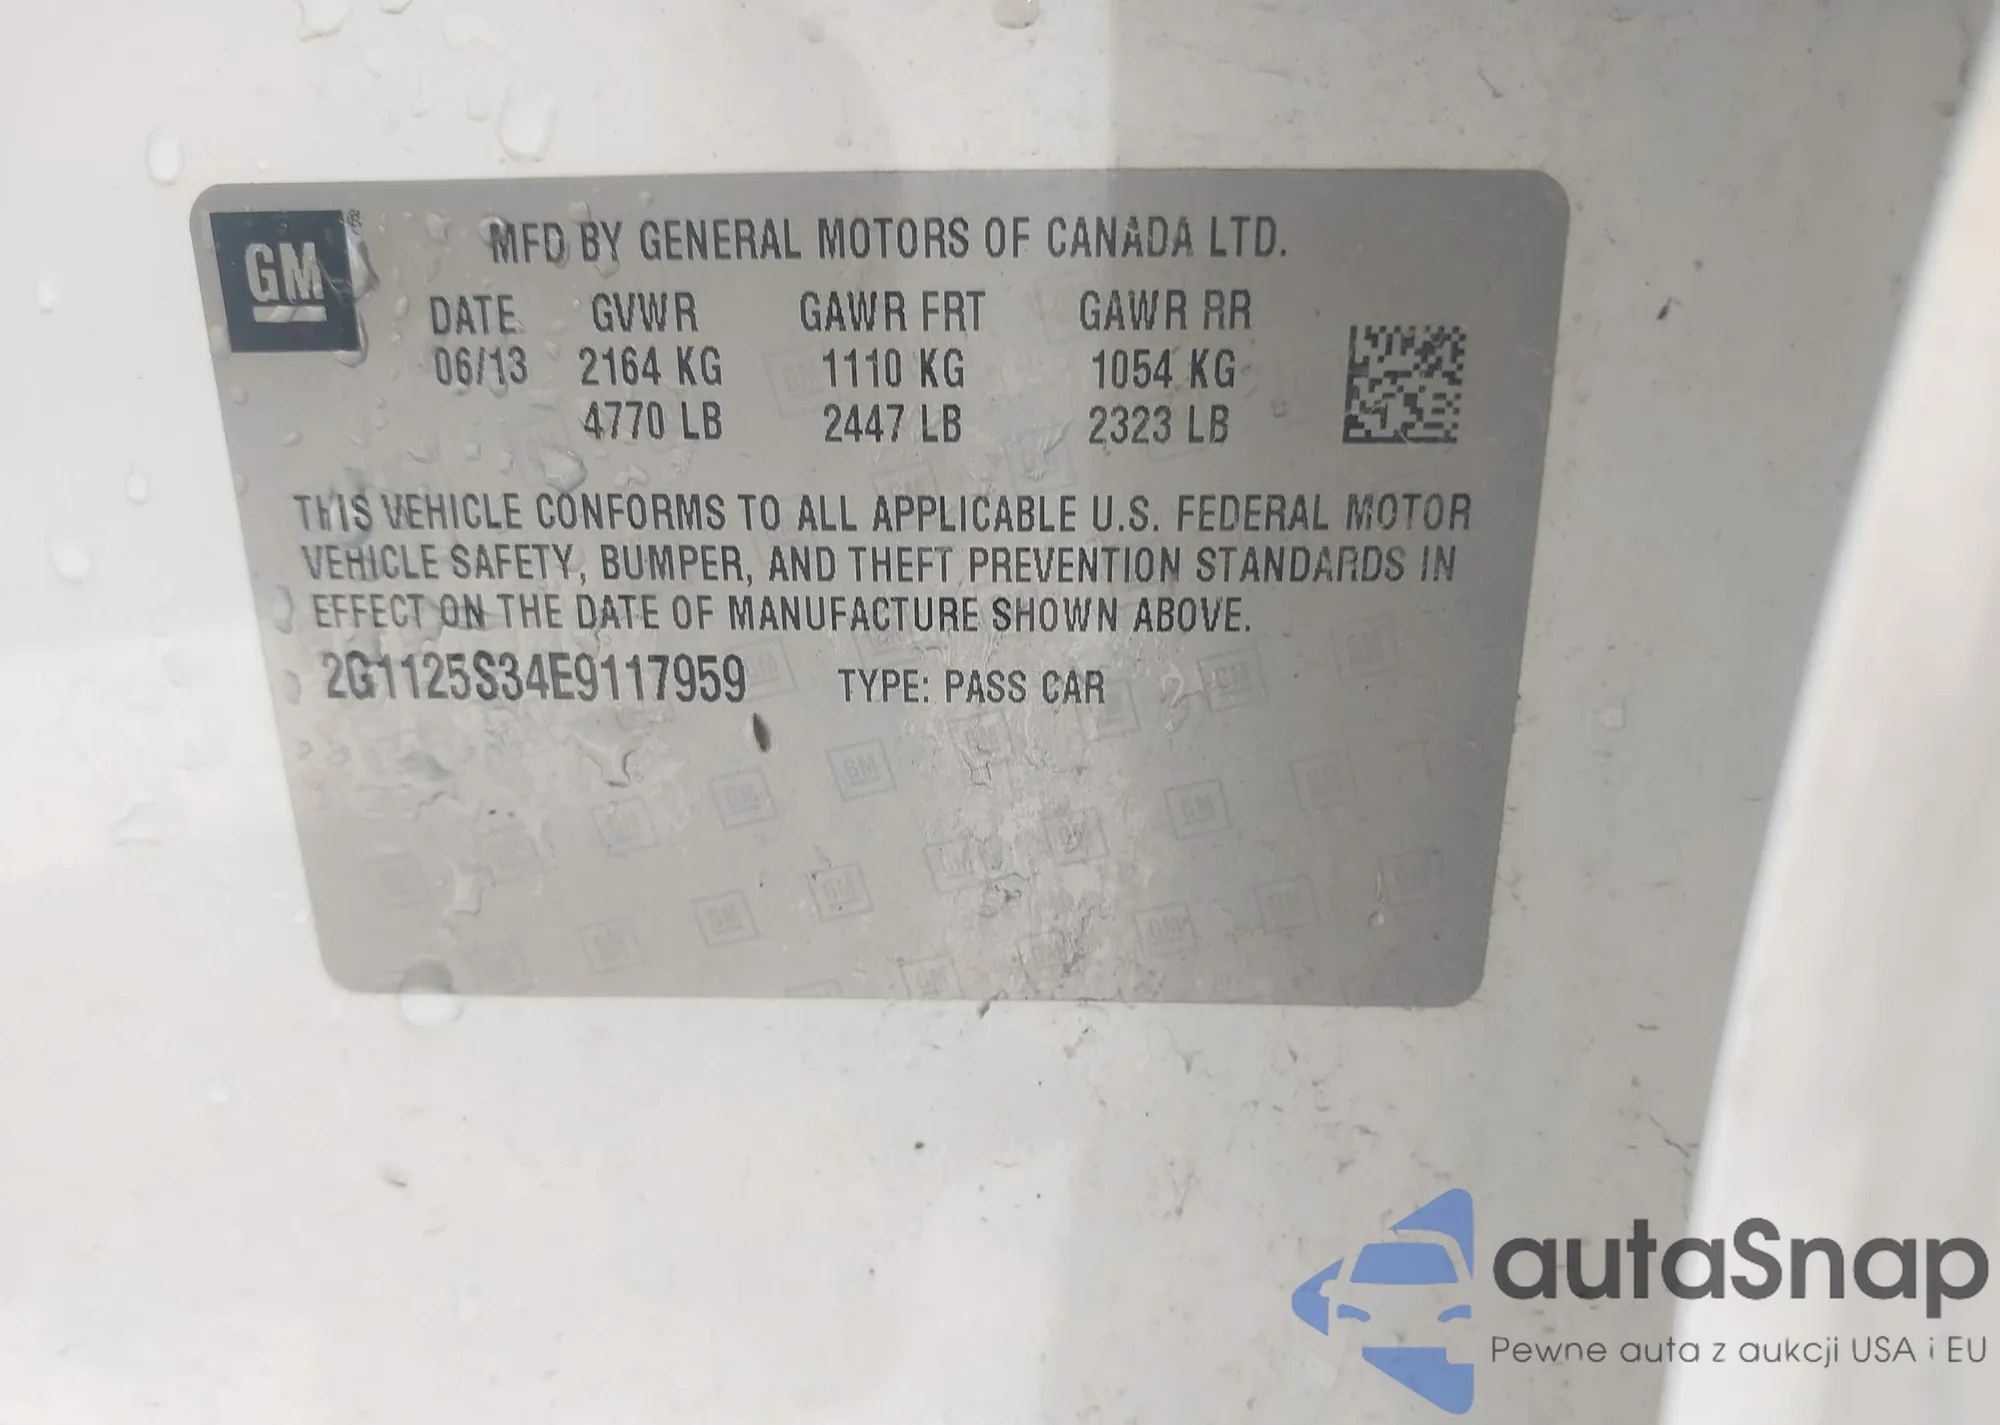 GM ®
MFD BY GENERAL MOTORS OF CANADA LTD.
DATE GVWR GAWR FRT GAWR RR
06/13 2164 KG 1110 KG 1054 KG
4770 LB 2447 LB 2323 LB
THIS VEHICLE CONFORMS TO ALL APPLICABLE U.S. FEDERAL MOTOR
VEHICLE SAFETY, BUMPER, AND THEFT PREVENTION STANDARDS IN
EFFECT ON THE DATE OF MANUFACTURE SHOWN ABOVE.
2G1125S34E9117959 TYPE: PASS CAR
autaSnap
Pewne auta z aukcji USA i EU